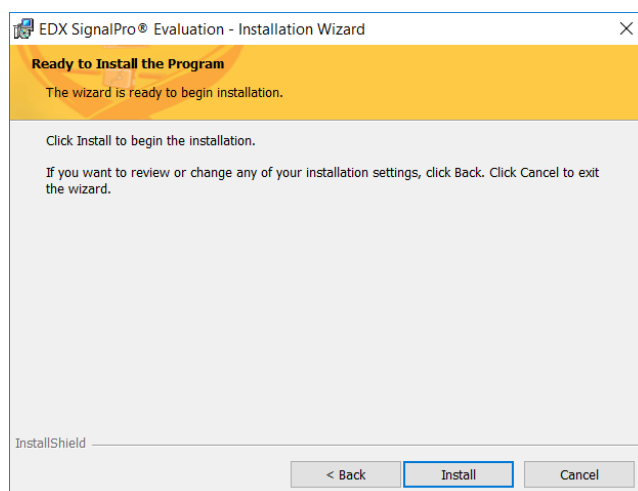 EDX SignalPro® Evaluation - Installation Wizard
Ready to Install the Program
The wizard is ready to begin installation.
Click Install to begin the installation.
If you want to review or change any of your installation settings, click Back. Click Cancel to exit
the wizard.
InstallShield
< Back Install Cancel